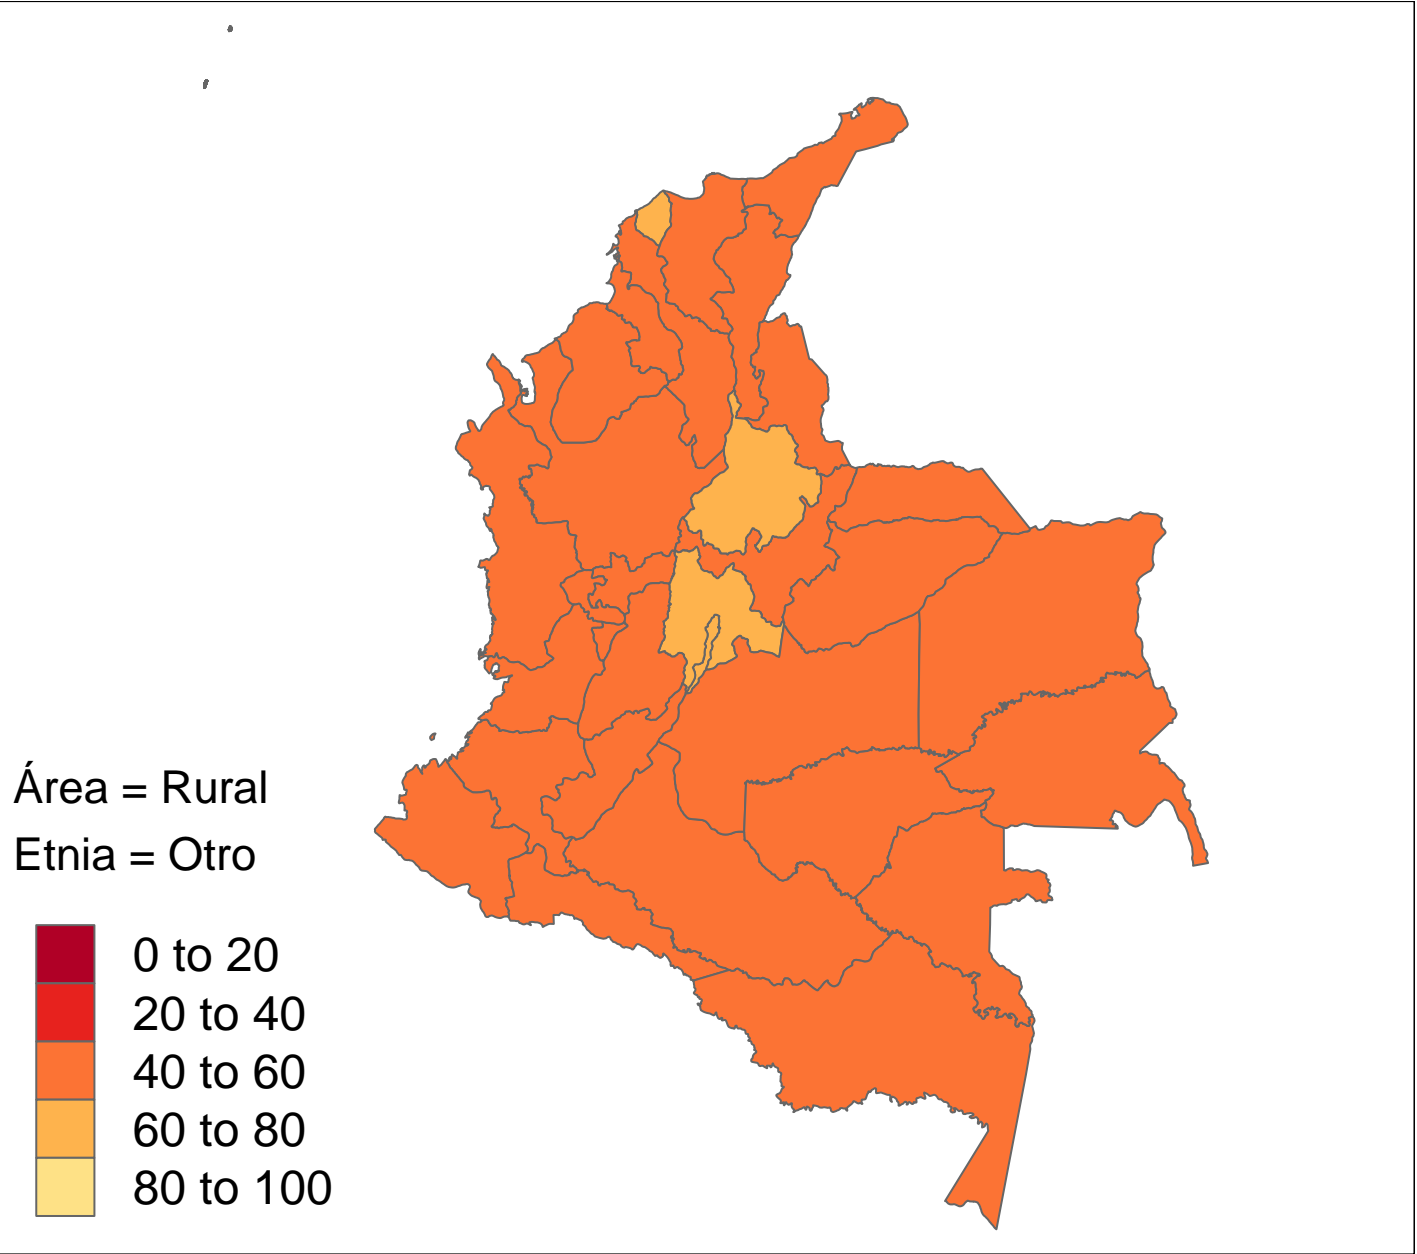 Área = Rural
Etnia = Otro
0 to 20
20 to 40
40 to 60
60 to 80
80 to 100